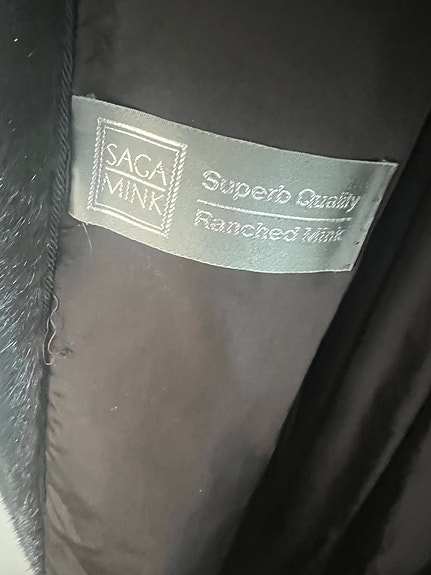 SAGA
MINK
Superb Quality
Ranched Mink